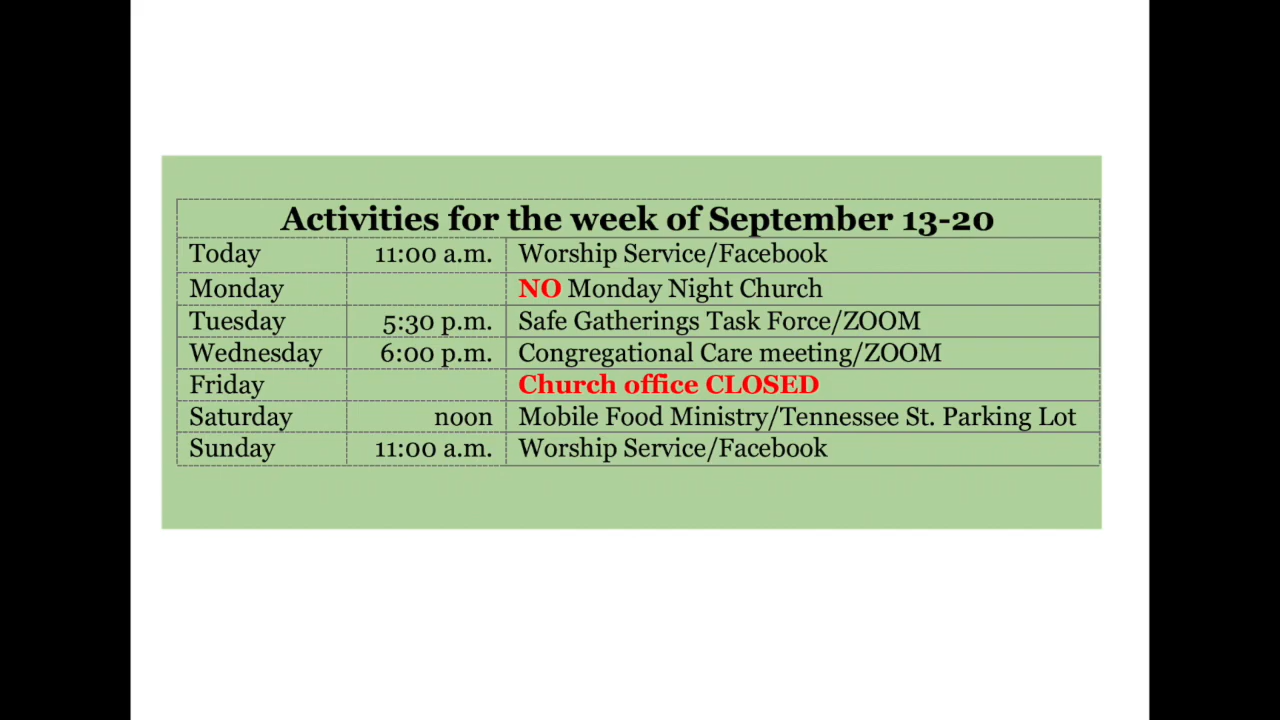 Activities for the week of September 13-20
Today 11:00 a.m. Worship Service/Facebook
Monday NO Monday Night Church
Tuesday 5:30 p.m. Safe Gatherings Task Force/ZOOM
Wednesday 6:00 p.m. Congregational Care meeting/ZOOM
Friday Church office CLOSED
Saturday noon Mobile Food Ministry/Tennessee St. Parking Lot
Sunday 11:00 a.m. Worship Service/Facebook